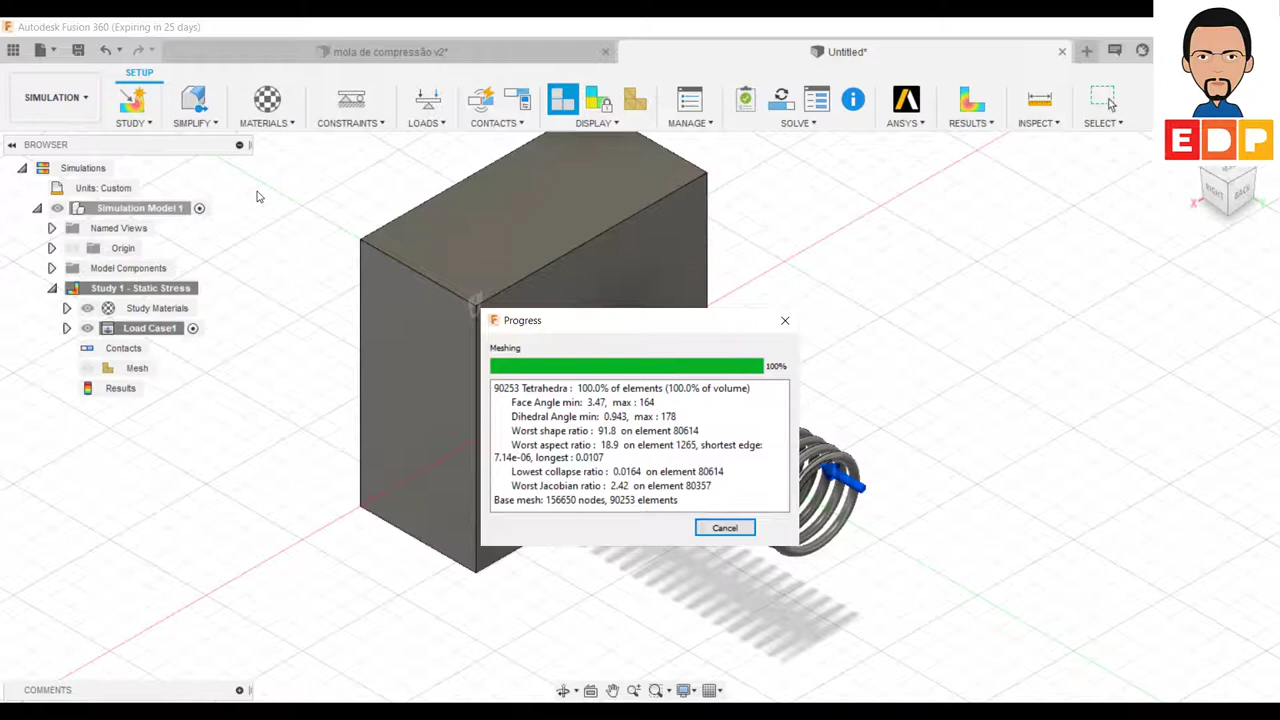 Autodesk Fusion 360 (Expiring in 25 days)
mola de compressão v2*
Untitled*
SETUP
SIMULATION
STUDY
SIMPLIFY
MATERIALS
CONSTRAINTS
LOADS
CONTACTS
DISPLAY
MANAGE
SOLVE
ANSYS
RESULTS
INSPECT
SELECT
EDP
BROWSER
Simulations
Units: Custom
Simulation Model 1
Named Views
Origin
Model Components
Study 1 - Static Stress
Study Materials
Load Case1
Contacts
Mesh
Results
RIGHT
BACK
X
Progress
Meshing
100%
90253 Tetrahedra : 100.0% of elements (100.0% of volume)
Face Angle min: 3.47, max : 164
Dihedral Angle min: 0.943, max : 178
Worst shape ratio : 91.8 on element 80614
Worst aspect ratio : 18.9 on element 1265, shortest edge:
7.14e-06, longest : 0.0107
Lowest collapse ratio : 0.0164 on element 80614
Worst Jacobian ratio : 2.42 on element 80357
Base mesh: 156650 nodes, 90253 elements
Cancel
COMMENTS